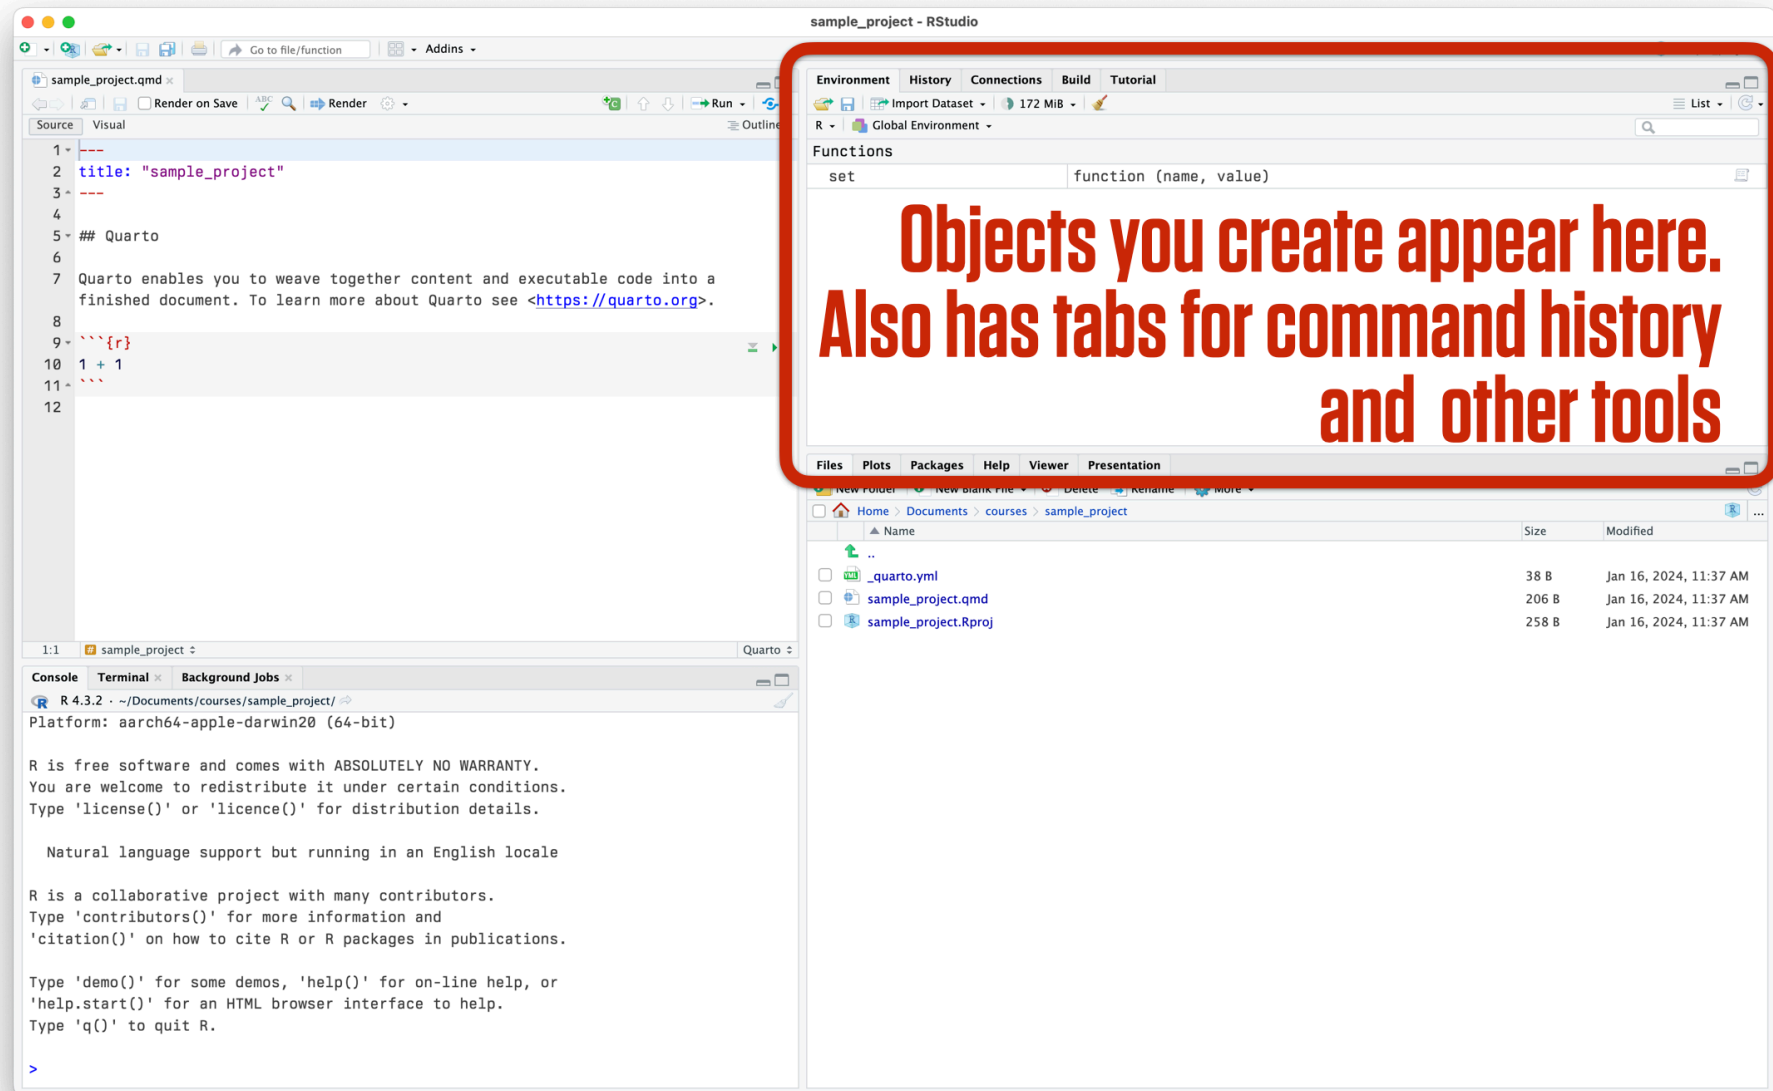 sample_project - RStudio
Go to file/function
Addins
sample_project.qmd
Render on Save
ABC
Render
Run
Source
Visual
Outline
1 ---
2 title: "sample_project"
3 ---
4
5 ## Quarto
6
7 Quarto enables you to weave together content and executable code into a
finished document. To learn more about Quarto see <https://quarto.org>.
8
9 ```{r}
10 1 + 1
11 ```
12
1:1
# sample_project
Quarto
Console
Terminal
Background Jobs
R 4.3.2 · ~/Documents/courses/sample_project/
Platform: aarch64-apple-darwin20 (64-bit)
R is free software and comes with ABSOLUTELY NO WARRANTY.
You are welcome to redistribute it under certain conditions.
Type 'license()' or 'licence()' for distribution details.
Natural language support but running in an English locale
R is a collaborative project with many contributors.
Type 'contributors()' for more information and
'citation()' on how to cite R or R packages in publications.
Type 'demo()' for some demos, 'help()' for on-line help, or
'help.start()' for an HTML browser interface to help.
Type 'q()' to quit R.
>
Environment
History
Connections
Build
Tutorial
Import Dataset
172 MiB
List
R
Global Environment
Functions
set
function (name, value)
Objects you create appear here.
Also has tabs for command history
and other tools
Files
Plots
Packages
Help
Viewer
Presentation
New Folder
New Blank File
Delete
Rename
More
Home > Documents > courses > sample_project
R
...
Name
Size
Modified
..
YML _quarto.yml 38 B Jan 16, 2024, 11:37 AM
sample_project.qmd 206 B Jan 16, 2024, 11:37 AM
R sample_project.Rproj 258 B Jan 16, 2024, 11:37 AM